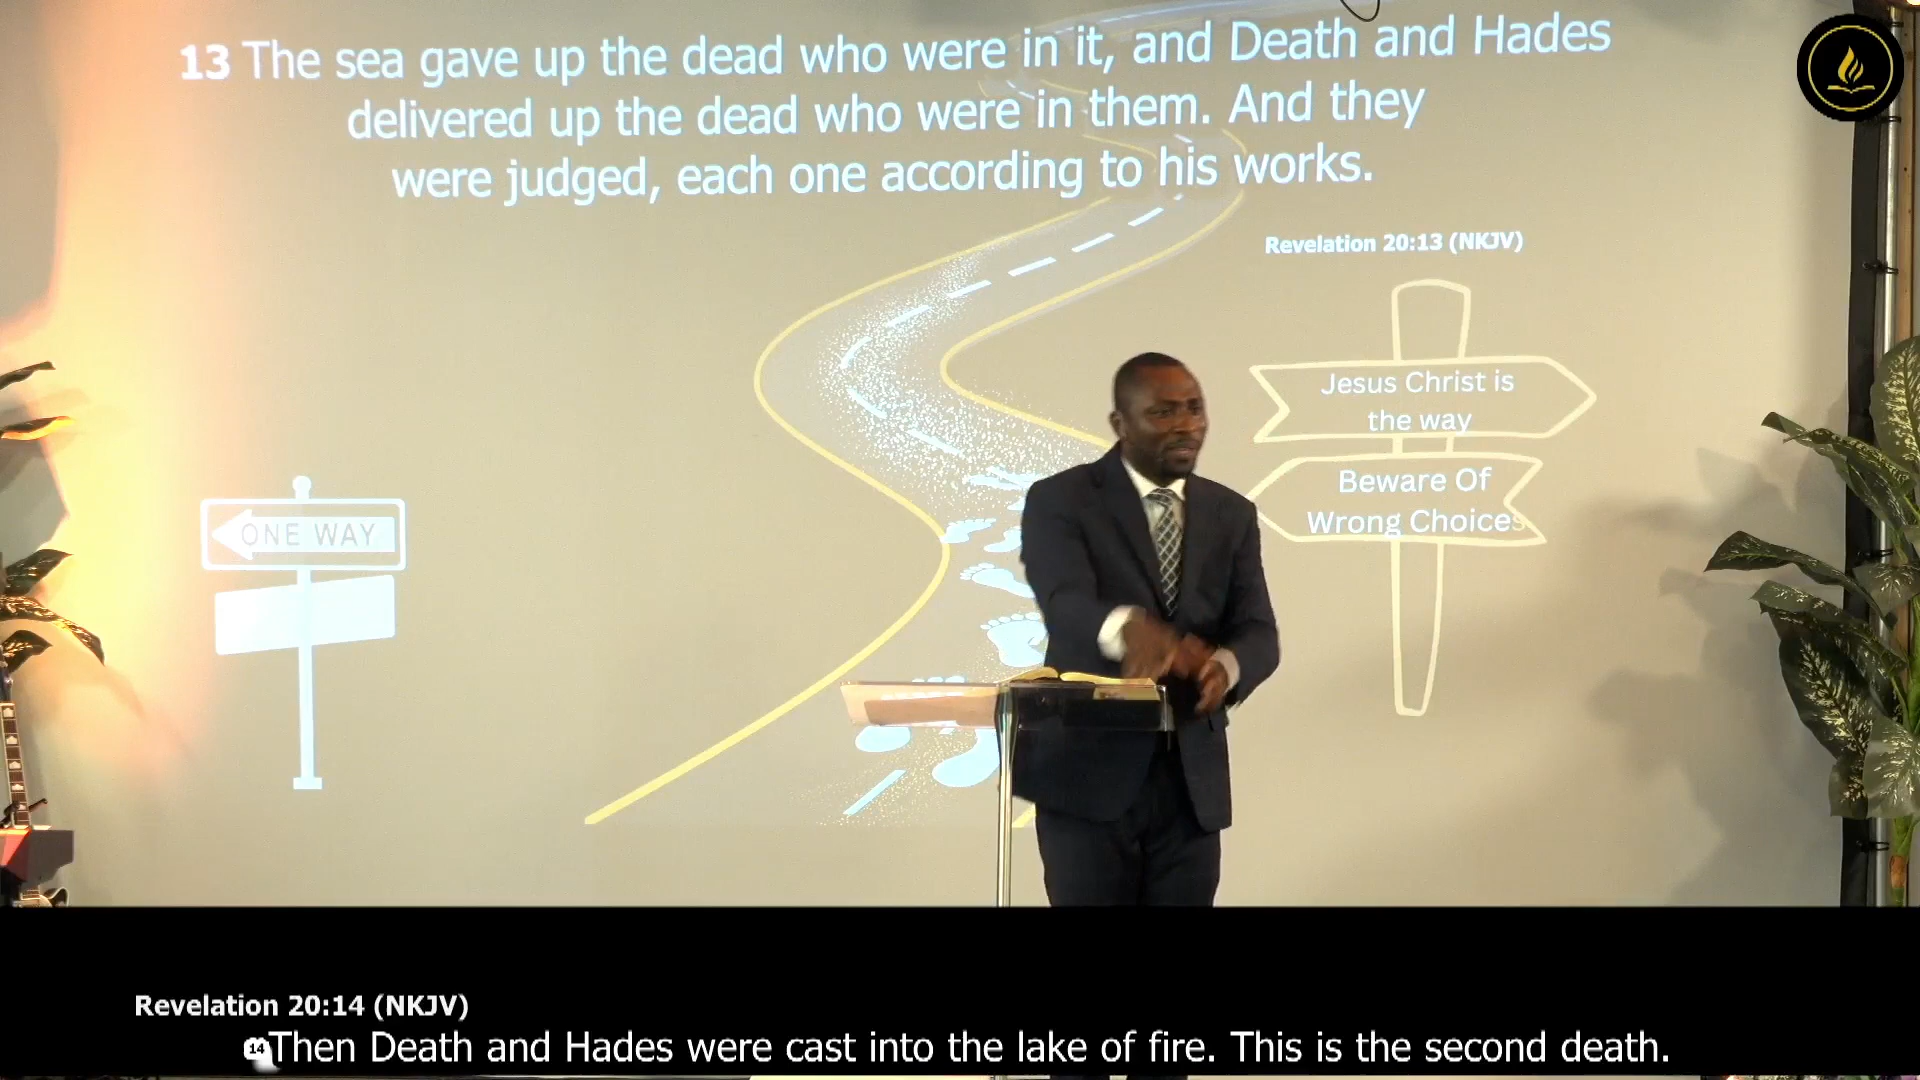 13 The sea gave up the dead who were in it, and Death and Hades
delivered up the dead who were in them. And they
were judged, each one according to his works.
Revelation 20:13 (NKJV)
Jesus Christ is
the way
Beware Of
Wrong Choices
ONE WAY
Revelation 20:14 (NKJV)
14 Then Death and Hades were cast into the lake of fire. This is the second death.